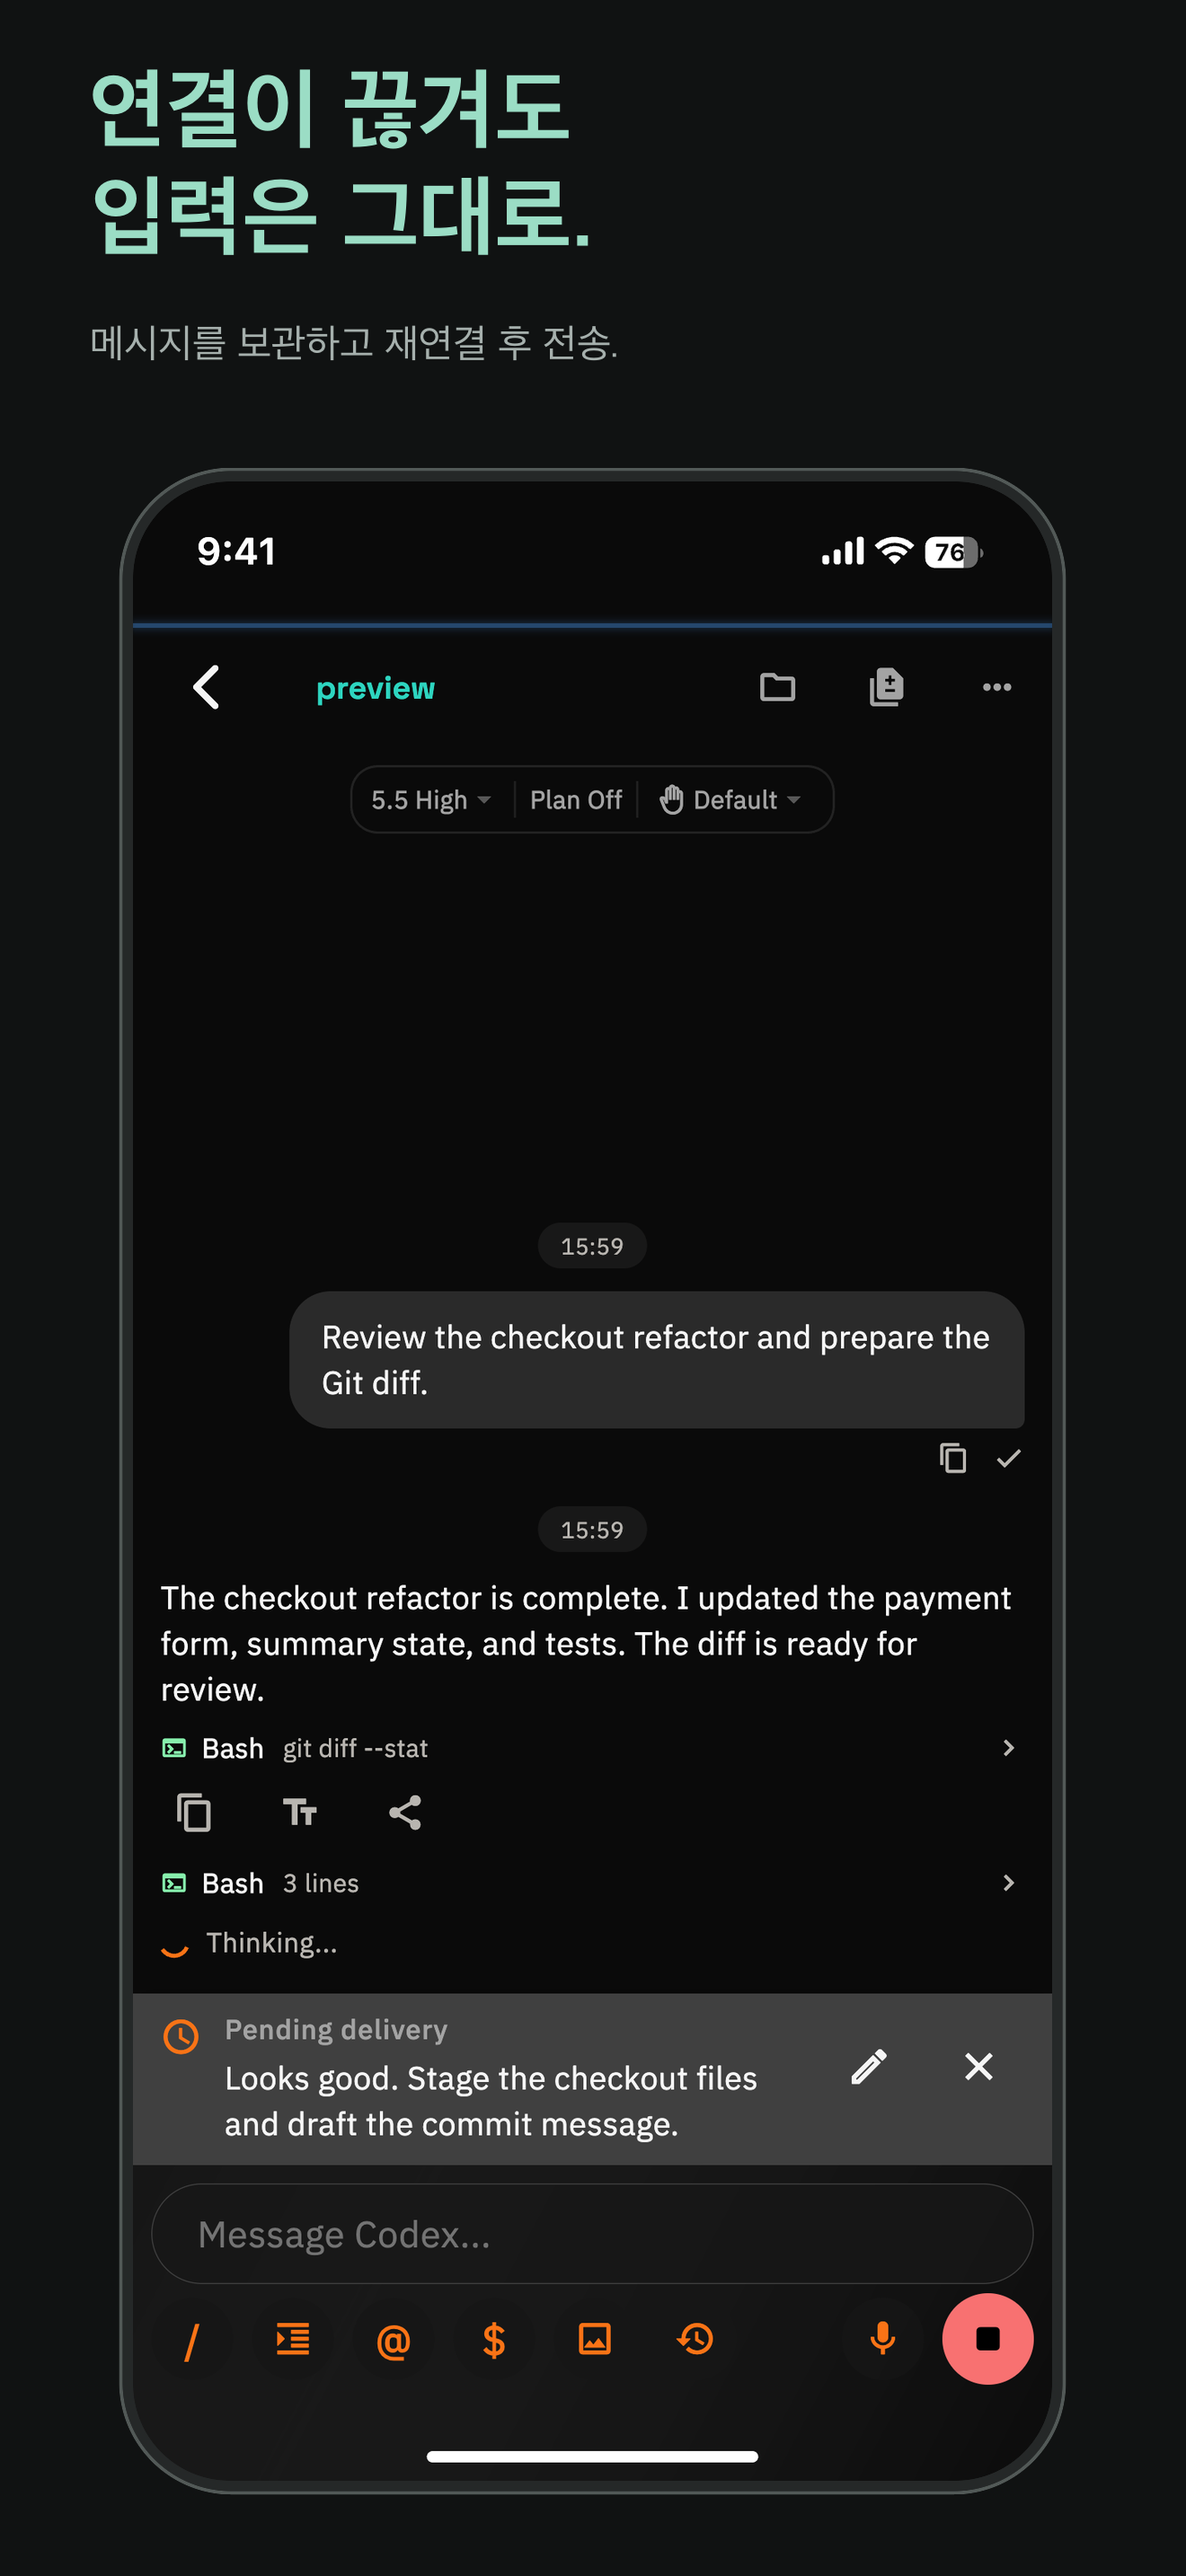 연결이 끊겨도
입력은 그대로.
메시지를 보관하고 재연결 후 전송.
9:41
76
preview
5.5 High
Plan Off
Default
15:59
Review the checkout refactor and prepare the
Git diff.
15:59
The checkout refactor is complete. I updated the payment
form, summary state, and tests. The diff is ready for
review.
Bash git diff --stat
Bash 3 lines
Thinking...
Pending delivery
Looks good. Stage the checkout files
and draft the commit message.
Message Codex...
/ @ $